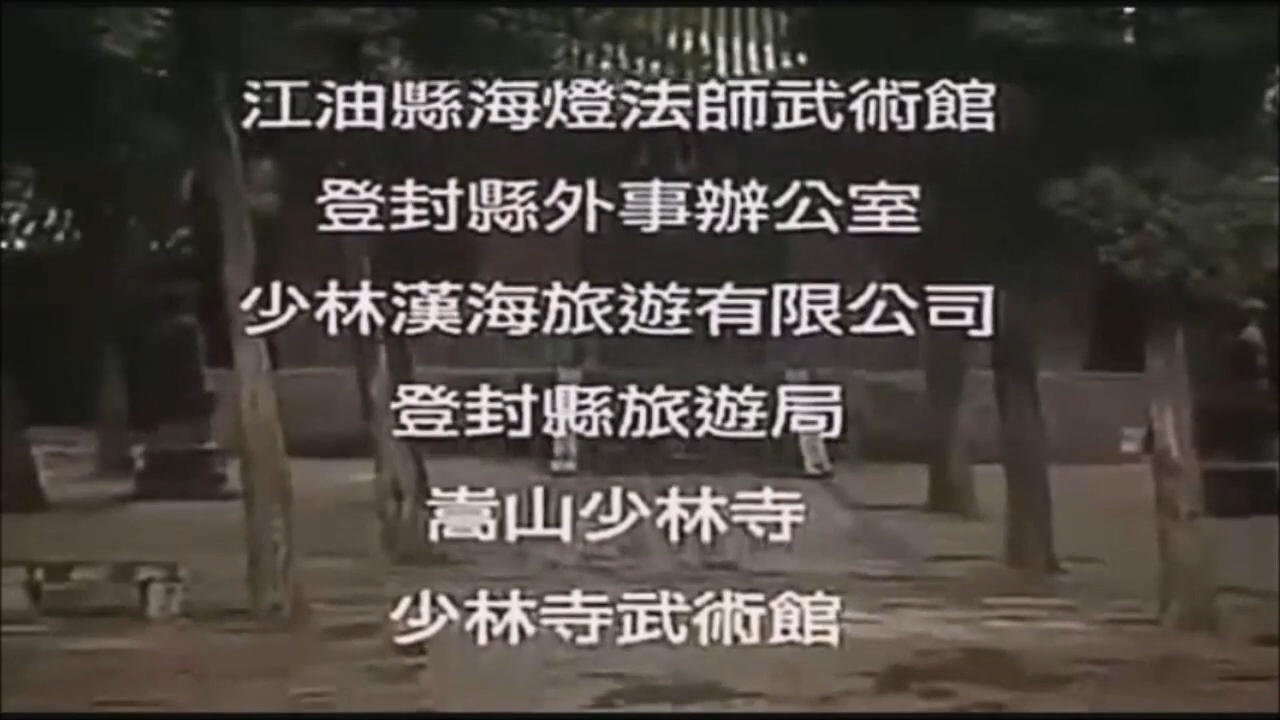 江油縣海燈法師武術館
登封縣外事辦公室
少林漢海旅遊有限公司
登封縣旅遊局
嵩山少林寺
少林寺武術館